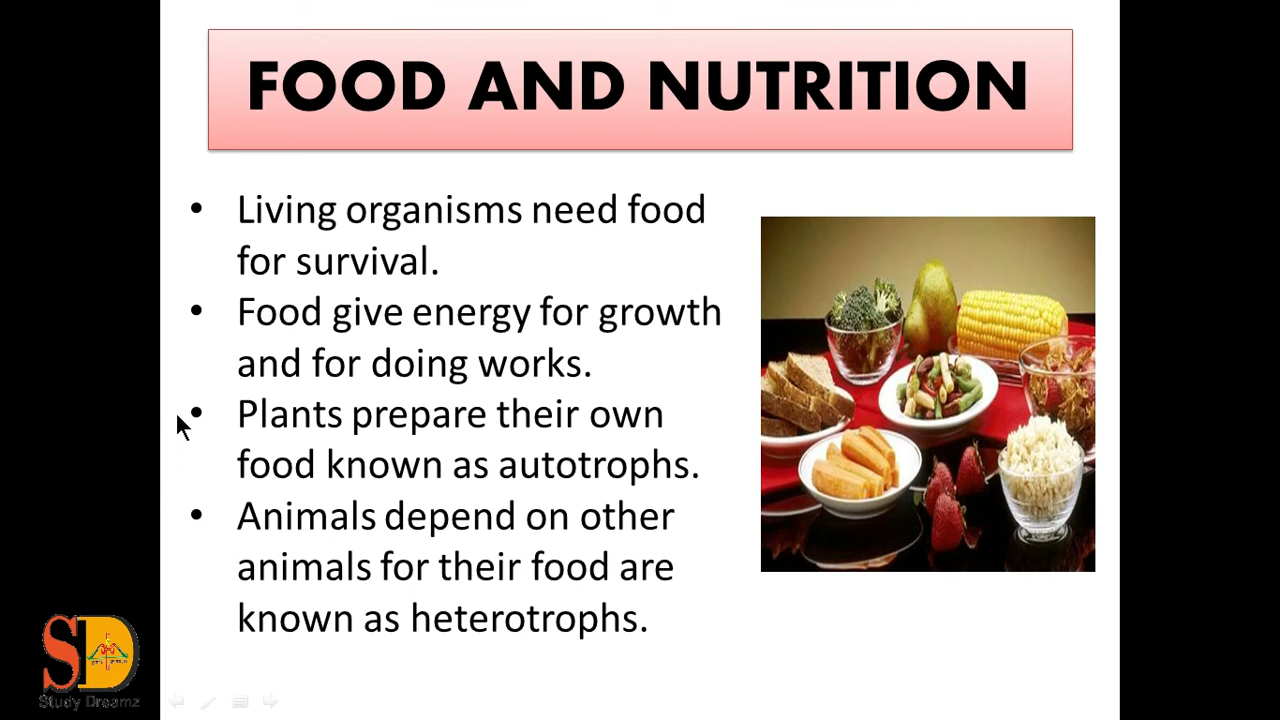 FOOD AND NUTRITION
• Living organisms need food
for survival.
• Food give energy for growth
and for doing works.
• Plants prepare their own
food known as autotrophs.
• Animals depend on other
animals for their food are
known as heterotrophs.
SD
Study Dreamz